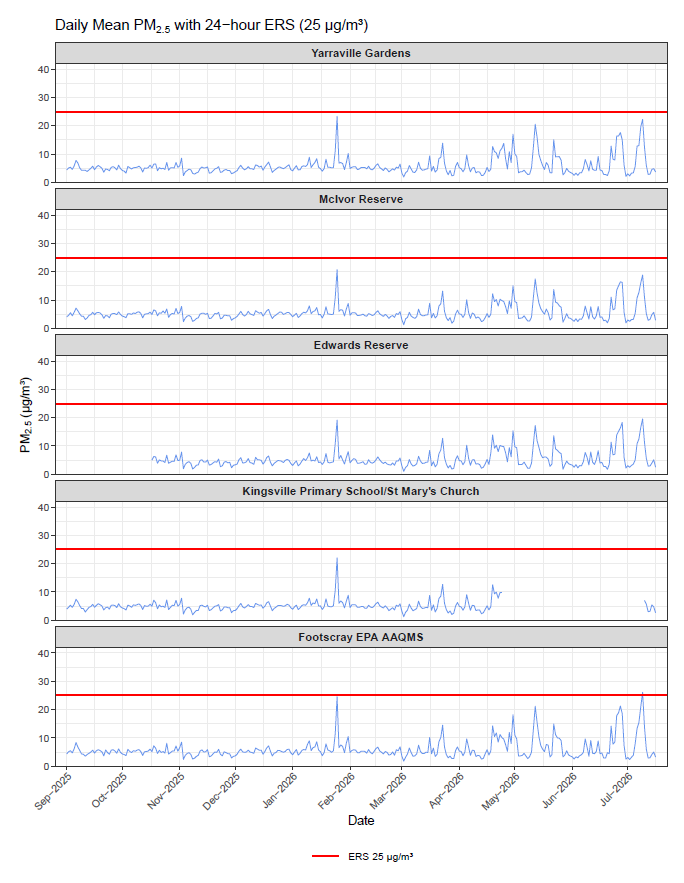 Daily Mean PM2.5 with 24−hour ERS (25 µg/m³)
Yarraville Gardens
40
30
20
10
0
McIvor Reserve
40
30
20
10
0
Edwards Reserve
40
30
20
10
0
PM2.5 (µg/m³)
Kingsville Primary School/St Mary's Church
40
30
20
10
0
Footscray EPA AAQMS
40
30
20
10
0
Sep−2025
Oct−2025
Nov−2025
Dec−2025
Jan−2026
Feb−2026
Mar−2026
Apr−2026
May−2026
Jun−2026
Jul−2026
Date
ERS 25 µg/m³